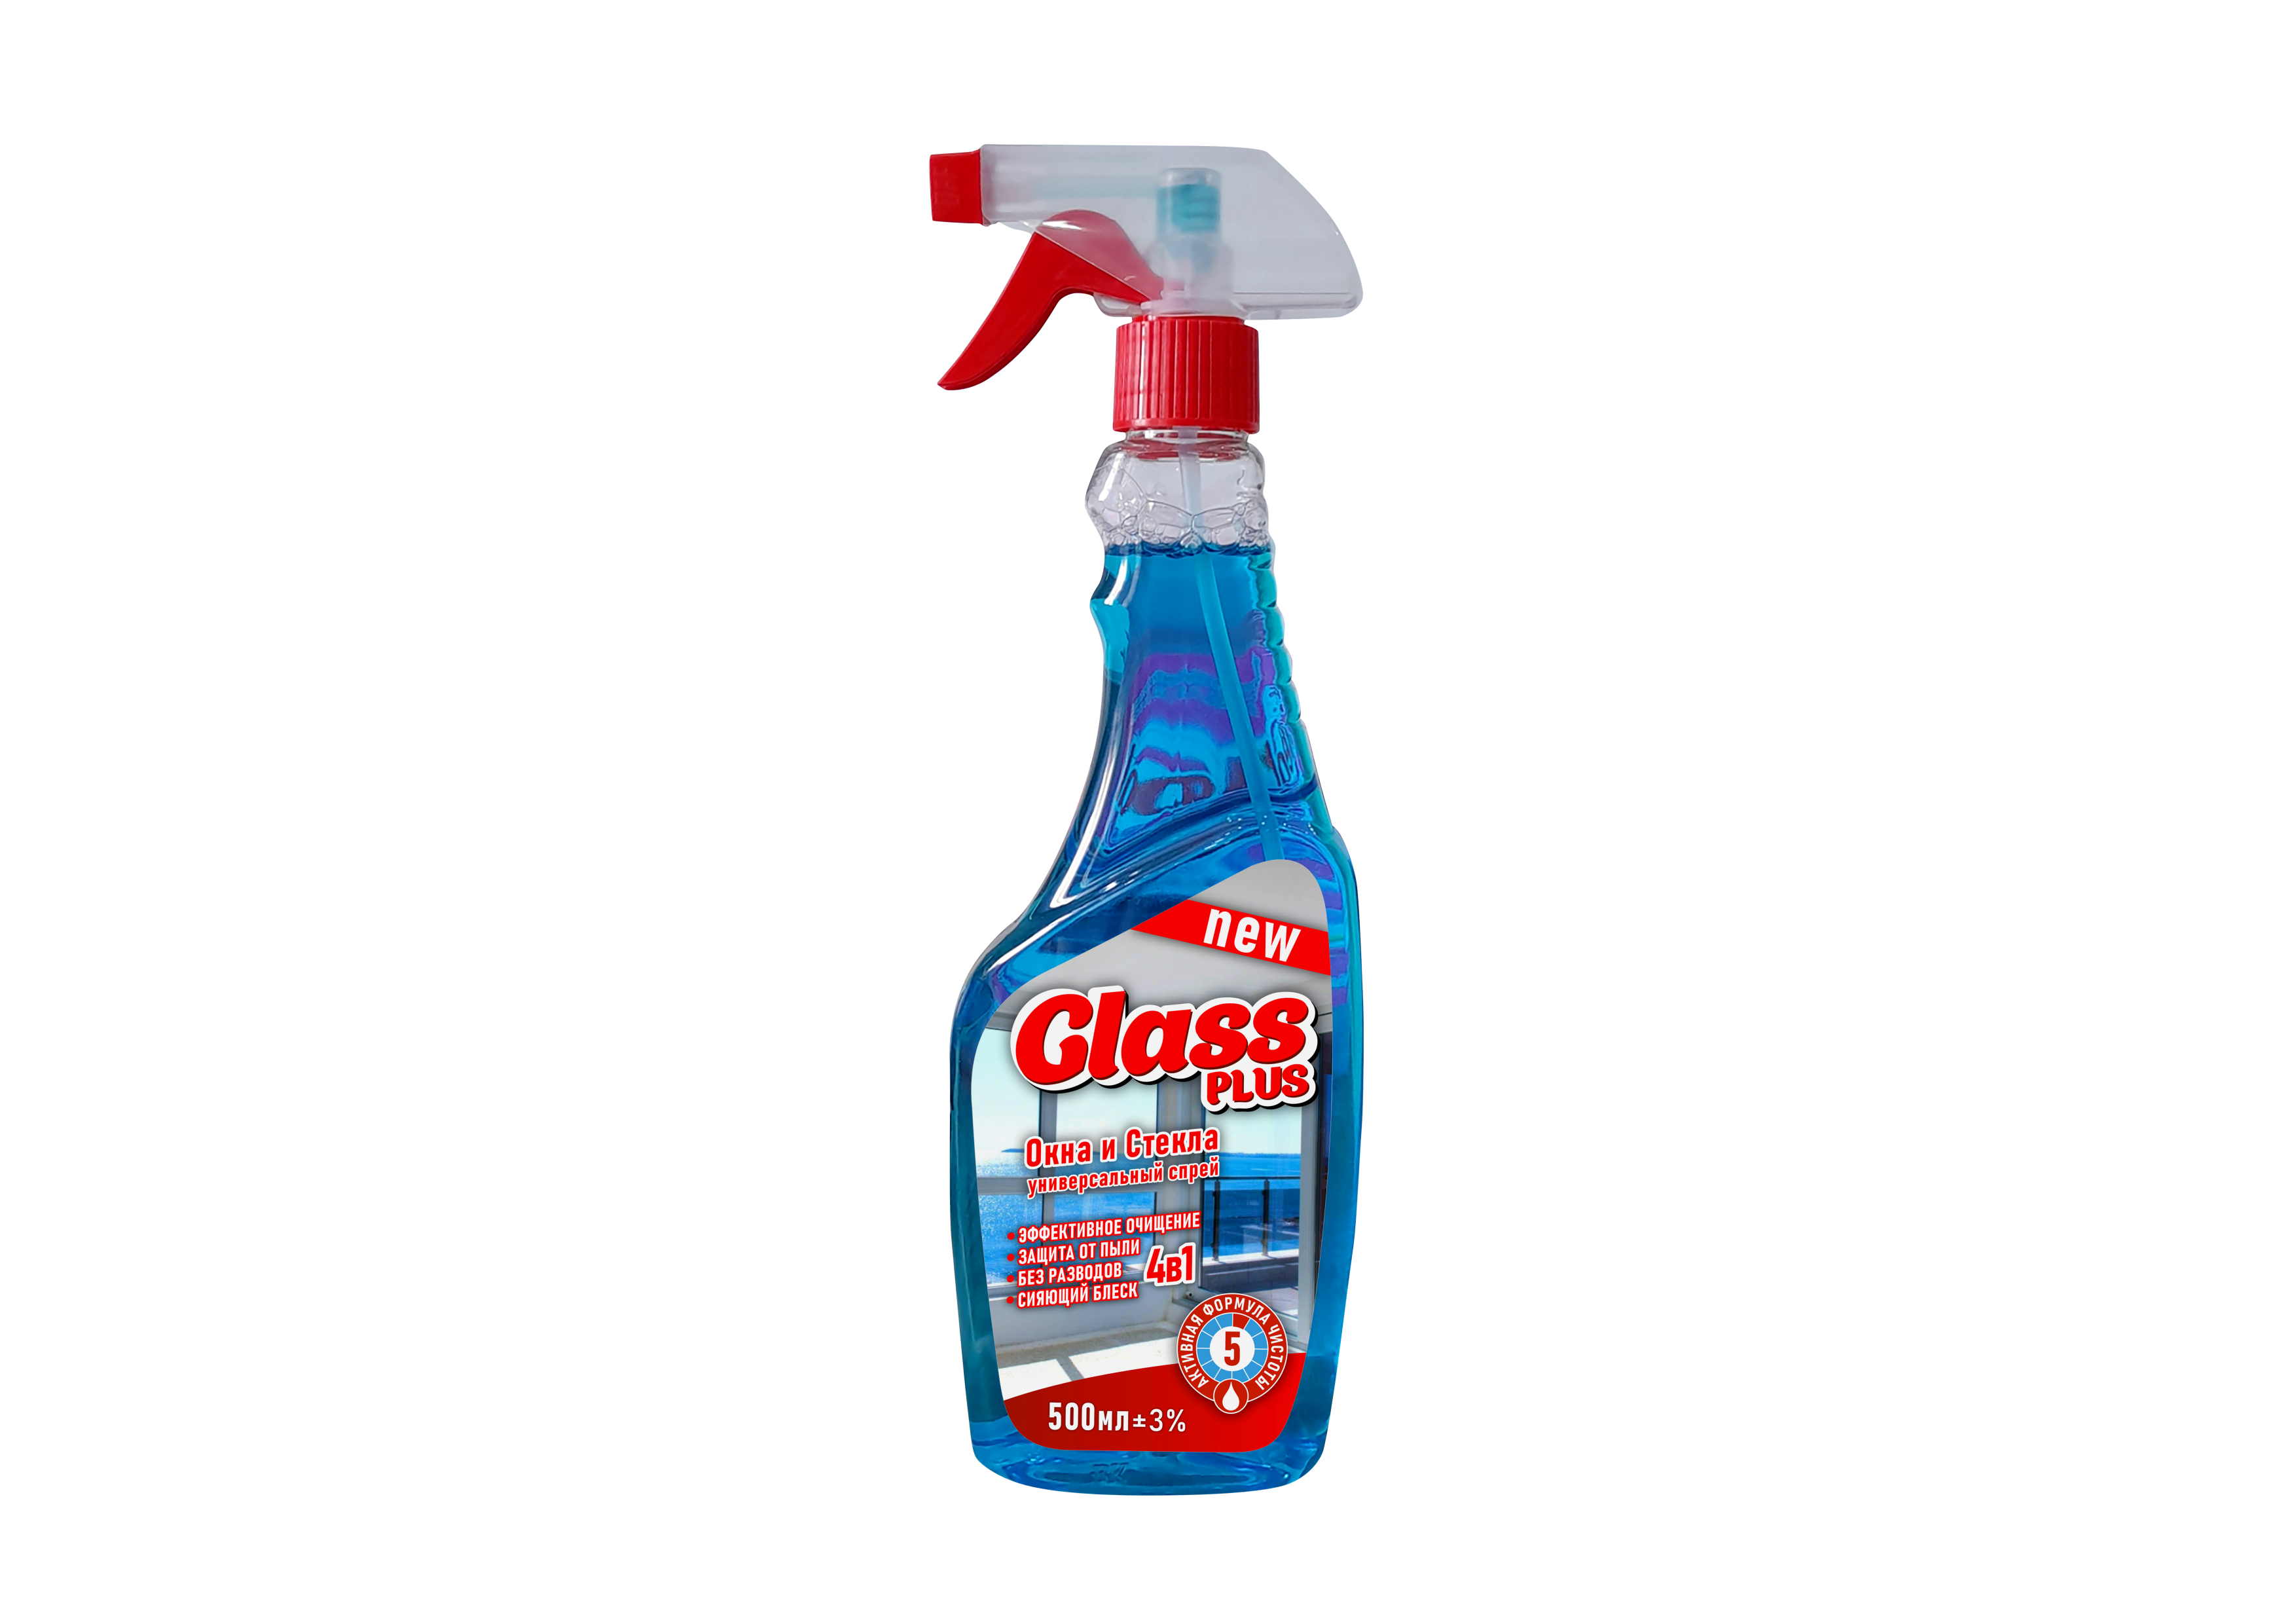 new
Glass
PLUS
Окна и Стекла
универсальный спрей
• ЭФФЕКТИВНОЕ ОЧИЩЕНИЕ
• ЗАЩИТА ОТ ПЫЛИ
• БЕЗ РАЗВОДОВ
• СИЯЮЩИЙ БЛЕСК
4в1
АКТИВНАЯ ФОРМУЛА ЧИСТОТЫ
5
500мл±3%